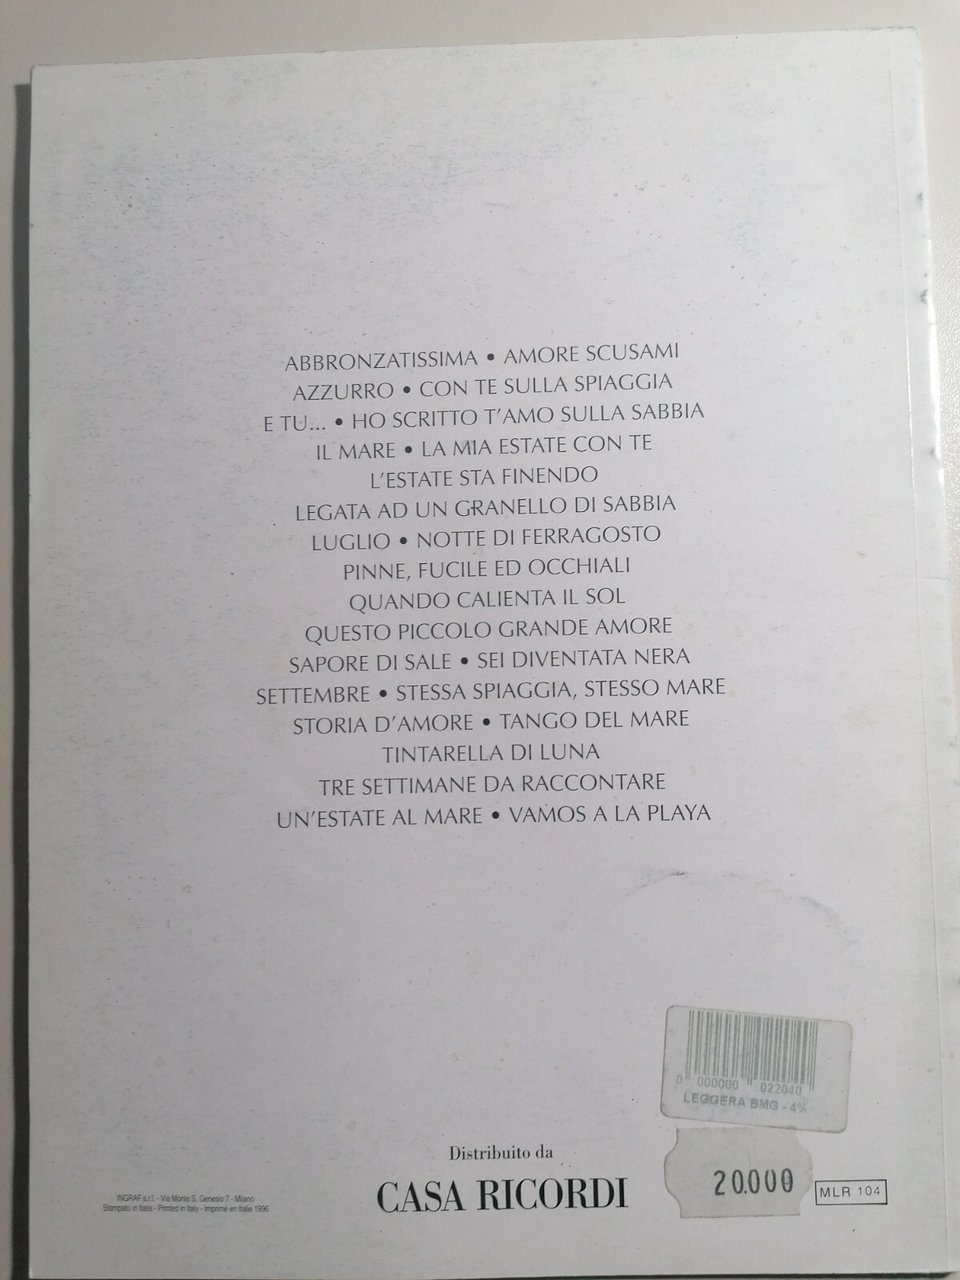 ABBRONZATISSIMA • AMORE SCUSAMI
AZZURRO • CON TE SULLA SPIAGGIA
E TU... • HO SCRITTO T'AMO SULLA SABBIA
IL MARE • LA MIA ESTATE CON TE
L'ESTATE STA FINENDO
LEGATA AD UN GRANELLO DI SABBIA
LUGLIO • NOTTE DI FERRAGOSTO
PINNE, FUCILE ED OCCHIALI
QUANDO CALIENTA IL SOL
QUESTO PICCOLO GRANDE AMORE
SAPORE DI SALE • SEI DIVENTATA NERA
SETTEMBRE • STESSA SPIAGGIA, STESSO MARE
STORIA D'AMORE • TANGO DEL MARE
TINTARELLA DI LUNA
TRE SETTIMANE DA RACCONTARE
UN'ESTATE AL MARE • VAMOS A LA PLAYA
0 000000 022040
LEGGERA BMG - 4%
Distribuito da
CASA RICORDI
INGRAF s.r.l. - Via Monte S. Genesio 7 - Milano
Stampato in Italia - Printed in Italy - Imprimé en Italie 1996
20.000
MLR 104